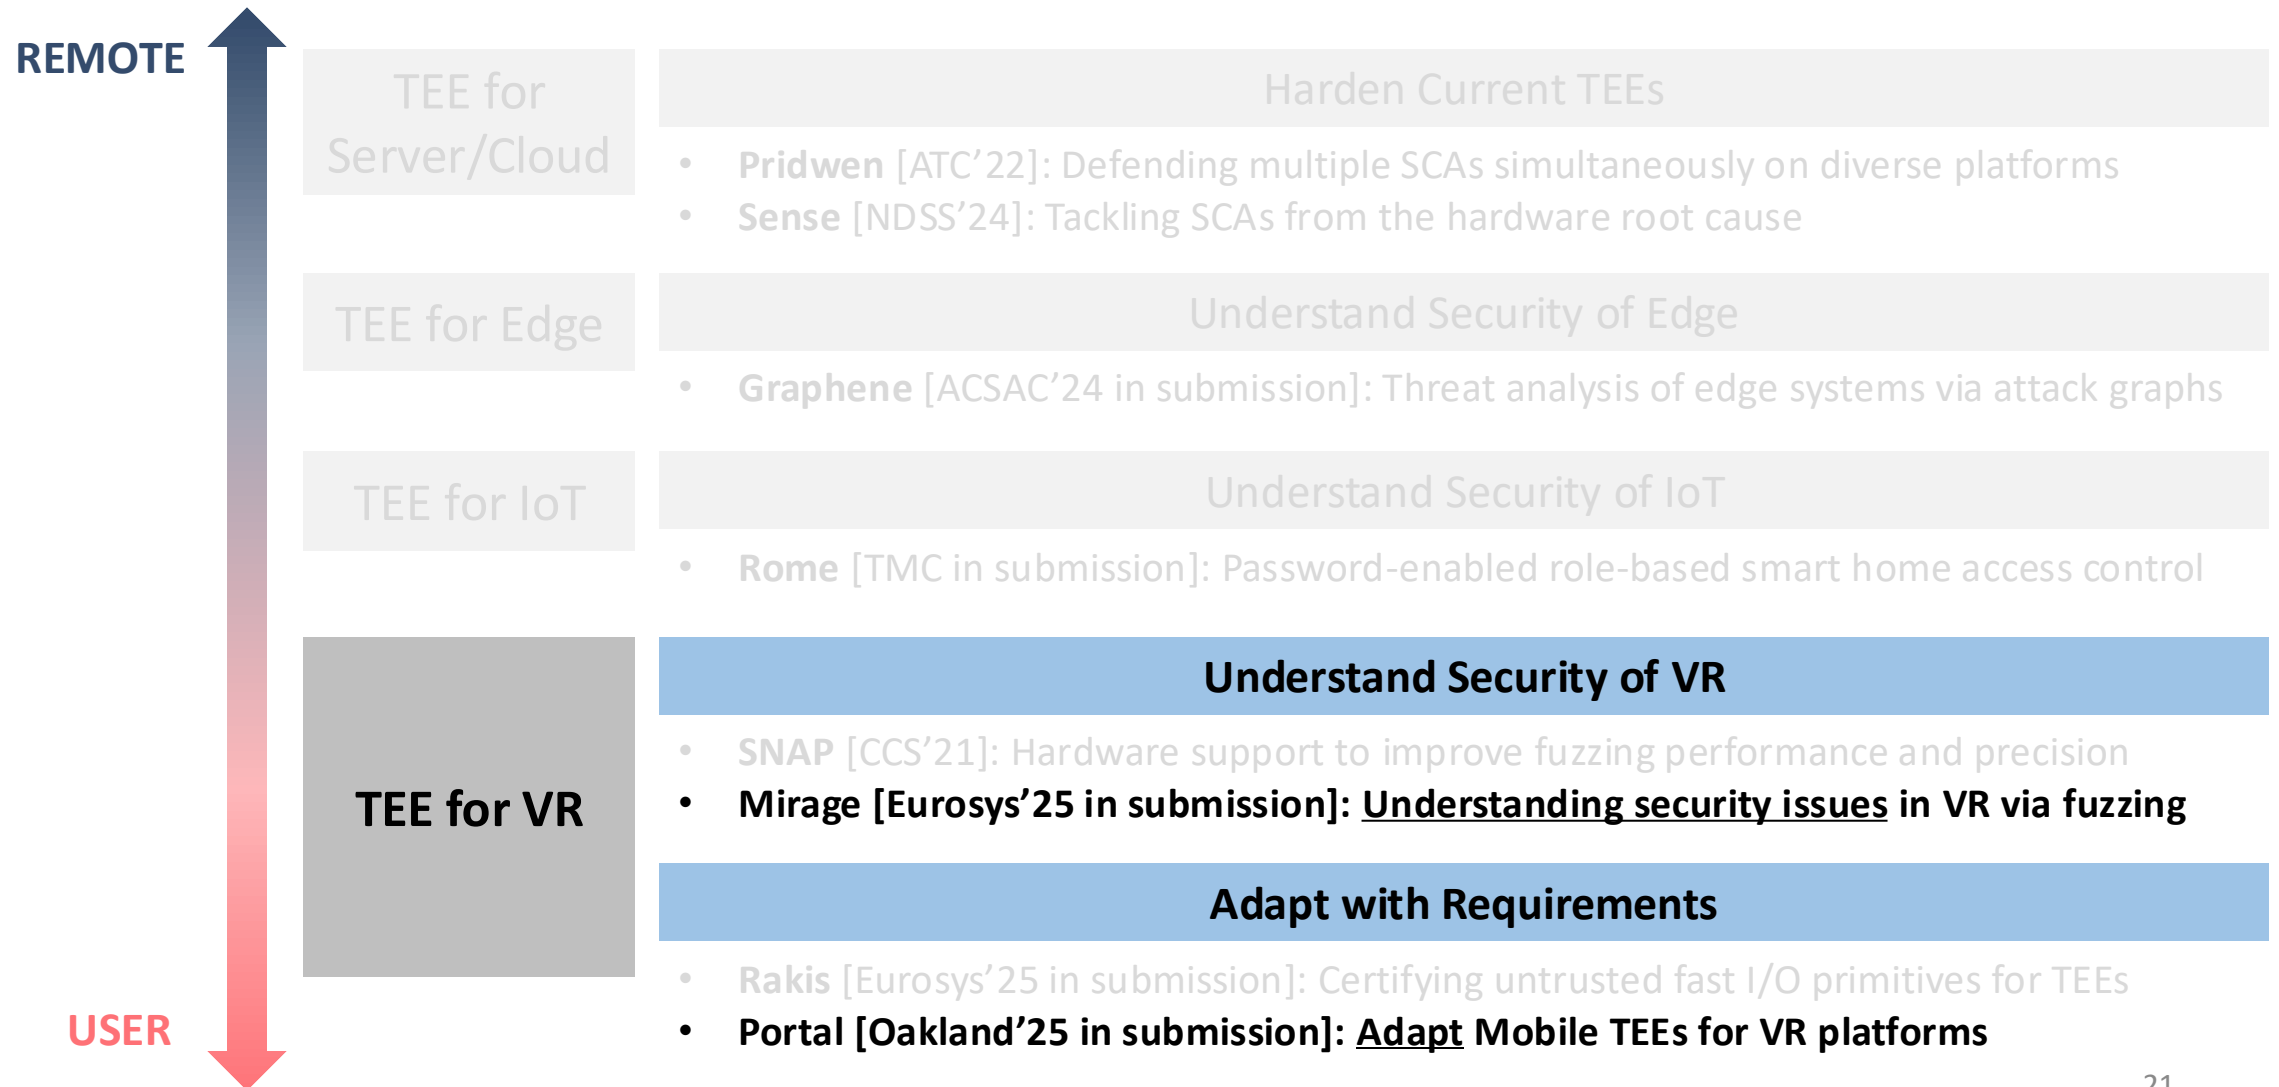 REMOTE
TEE for
Server/Cloud
Harden Current TEEs
• Pridwen [ATC’22]: Defending multiple SCAs simultaneously on diverse platforms
• Sense [NDSS’24]: Tackling SCAs from the hardware root cause
TEE for Edge
Understand Security of Edge
• Graphene [ACSAC’24 in submission]: Threat analysis of edge systems via attack graphs
TEE for IoT
Understand Security of IoT
• Rome [TMC in submission]: Password-enabled role-based smart home access control
TEE for VR
Understand Security of VR
• SNAP [CCS’21]: Hardware support to improve fuzzing performance and precision
• Mirage [Eurosys’25 in submission]: Understanding security issues in VR via fuzzing
Adapt with Requirements
• Rakis [Eurosys’25 in submission]: Certifying untrusted fast I/O primitives for TEEs
• Portal [Oakland’25 in submission]: Adapt Mobile TEEs for VR platforms
USER
21